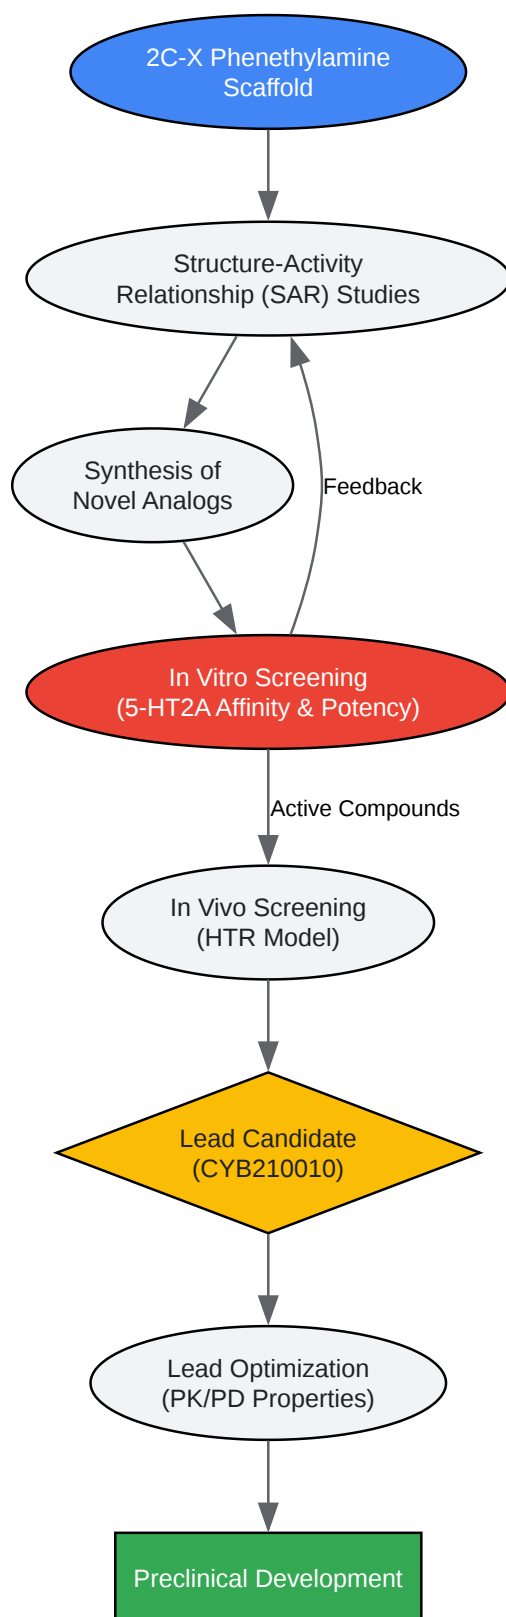 2C-X Phenethylamine
Scaffold
Structure-Activity
Relationship (SAR) Studies
Synthesis of
Novel Analogs
Feedback
In Vitro Screening
(5-HT2A Affinity & Potency)
Active Compounds
In Vivo Screening
(HTR Model)
Lead Candidate
(CYB210010)
Lead Optimization
(PK/PD Properties)
Preclinical Development